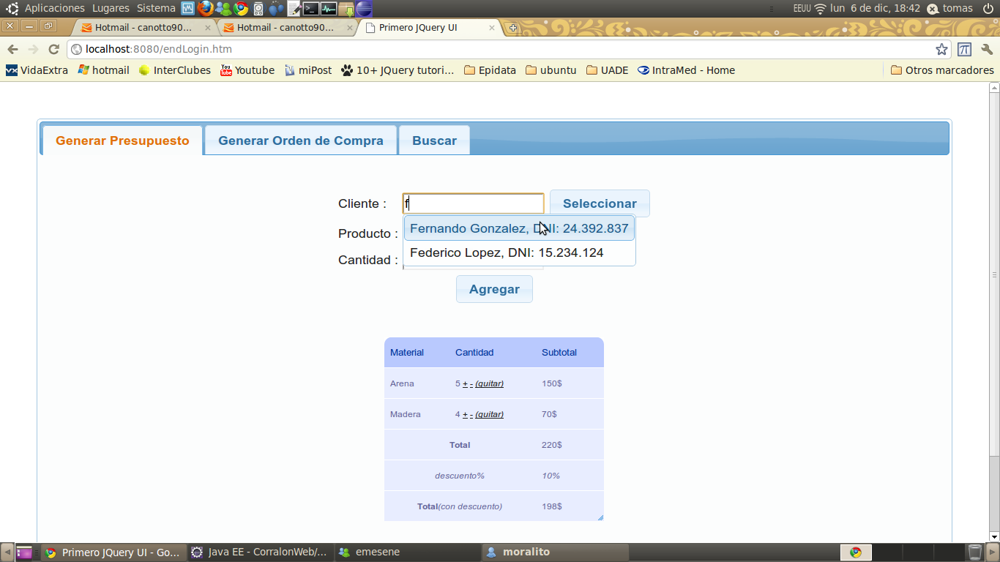 Aplicaciones Lugares Sistema EEUU lun 6 de dic, 18:42 tomas
Hotmail - canotto90... Hotmail - canotto90... Primero JQuery UI
localhost:8080/endLogin.htm
VidaExtra hotmail InterClubes Youtube miPost 10+ JQuery tutori... Epidata ubuntu UADE IntraMed - Home Otros marcadores
Generar Presupuesto Generar Orden de Compra Buscar
Cliente : f Seleccionar
Fernando Gonzalez, DNI: 24.392.837
Producto :
Federico Lopez, DNI: 15.234.124
Cantidad :
Agregar
Material Cantidad Subtotal
Arena 5 + - (quitar) 150$
Madera 4 + - (quitar) 70$
Total 220$
descuento% 10%
Total(con descuento) 198$
Primero JQuery UI - Go... Java EE - CorralonWeb/... emesene moralito